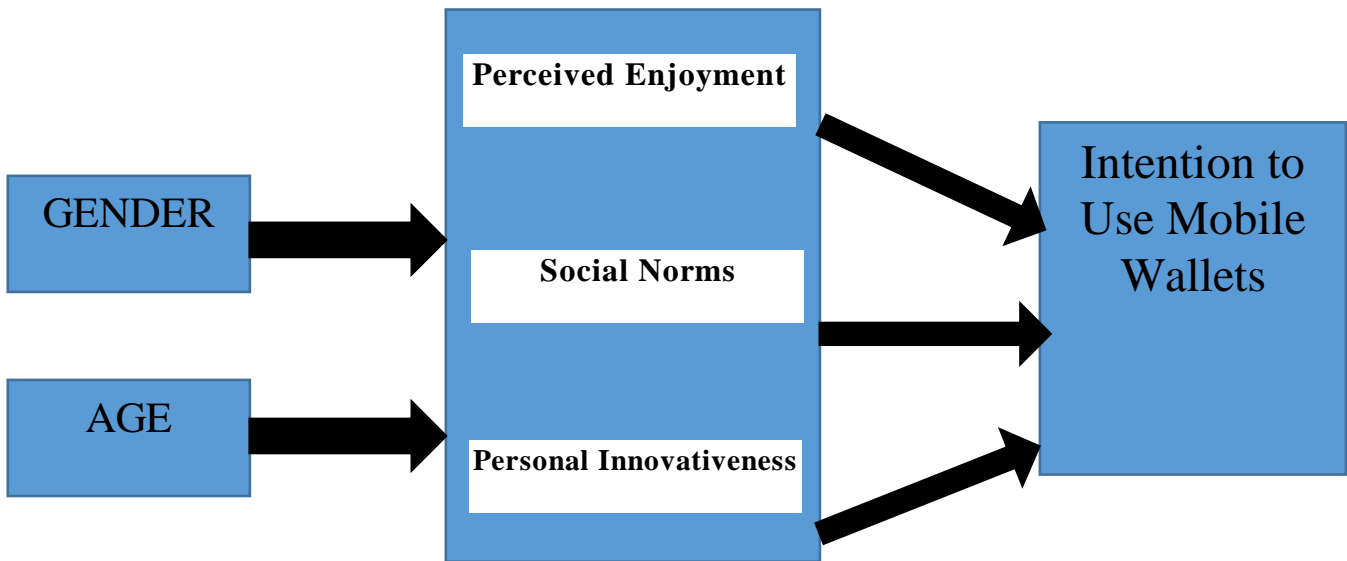 GENDER
AGE
Perceived Enjoyment
Social Norms
Personal Innovativeness
Intention to
Use Mobile
Wallets